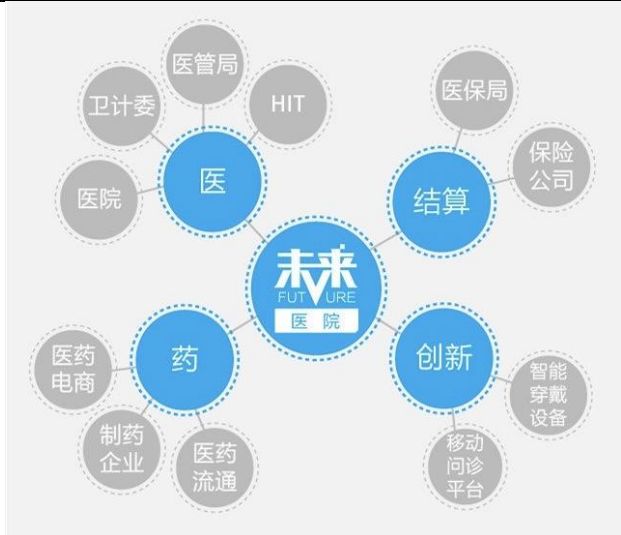 医管局
卫计委
HIT
医院
医
医保局
保险
公司
结算
未来
FUTURE
医院
药
医药
电商
制药
企业
医药
流通
创新
智能
穿戴
设备
移动
问诊
平台